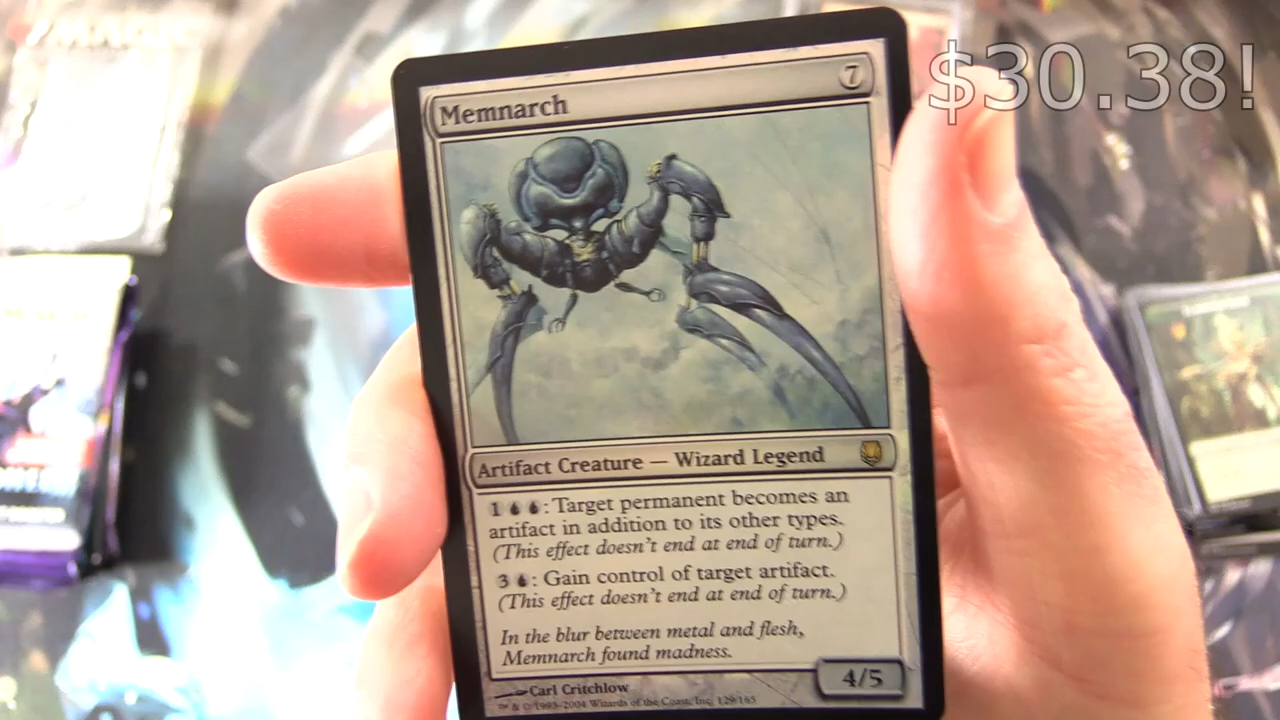 MAGIC
$30.38!
Memnarch
7
Artifact Creature — Wizard Legend
1 : Target permanent becomes an
artifact in addition to its other types.
(This effect doesn't end at end of turn.)
3 : Gain control of target artifact.
(This effect doesn't end at end of turn.)
In the blur between metal and flesh,
Memnarch found madness.
4/5
Carl Critchlow
™ & © 1993–2004 Wizards of the Coast, Inc. 129/165